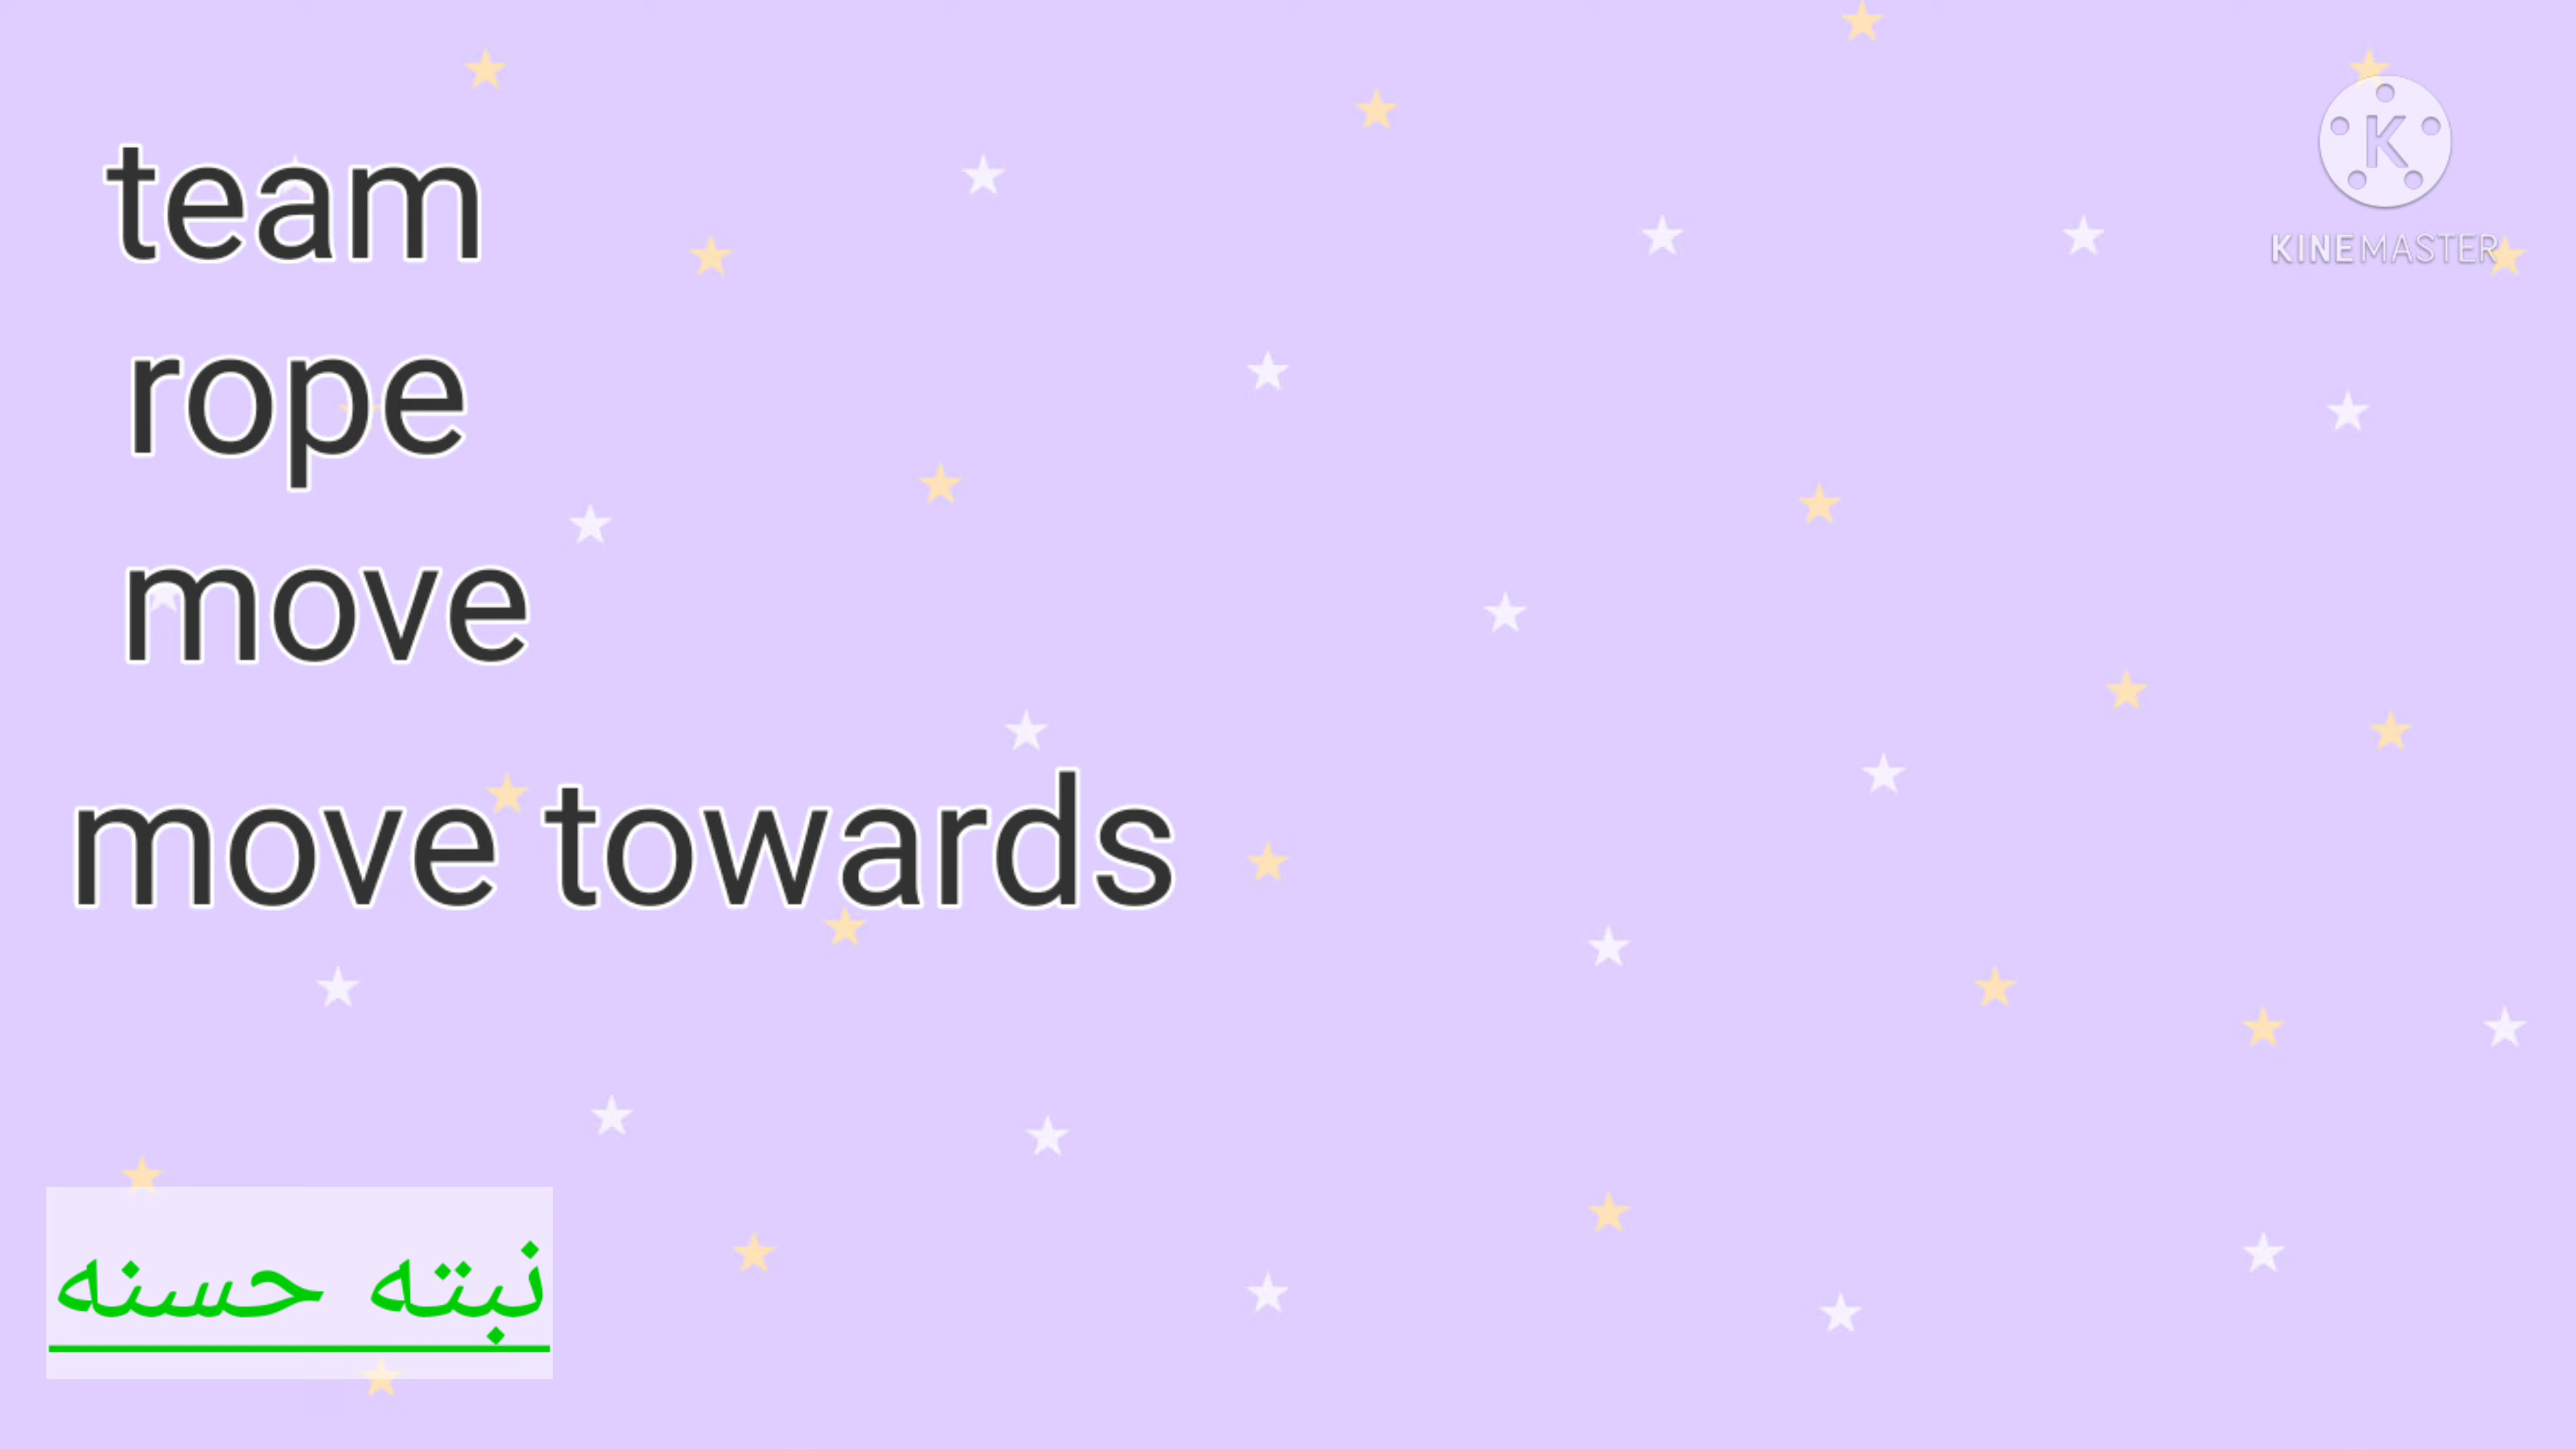 team
rope
move
move towards
KINEMASTER
نبته حسنه